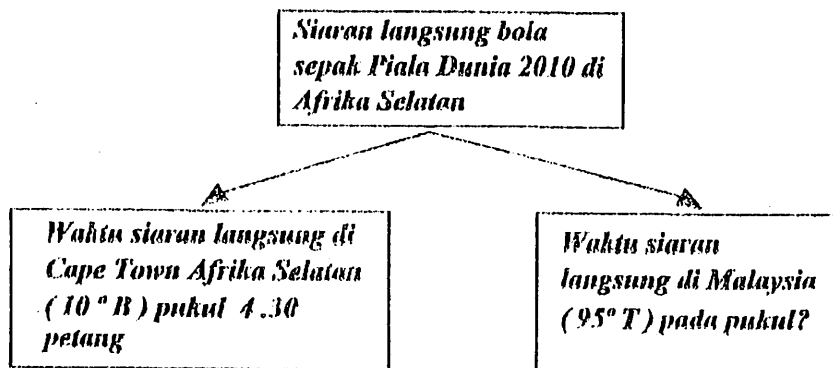 Siaran langsung bola
sepak Piala Dunia 2010 di
Afrika Selatan
Waktu siaran langsung di
Cape Town Afrika Selatan
( 10 º B ) pukul 4 .30
petang
Waktu siaran
langsung di Malaysia
( 95º T ) pada pukul?